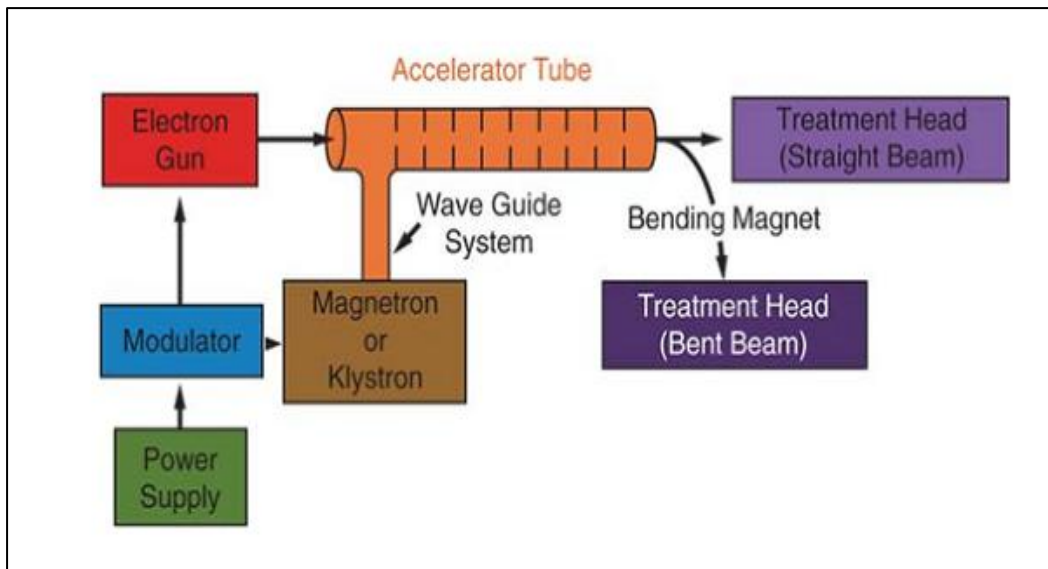 Accelerator Tube
Electron
Gun
Treatment Head
(Straight Beam)
Wave Guide
System
Bending Magnet
Magnetron
or
Klystron
Treatment Head
(Bent Beam)
Modulator
Power
Supply